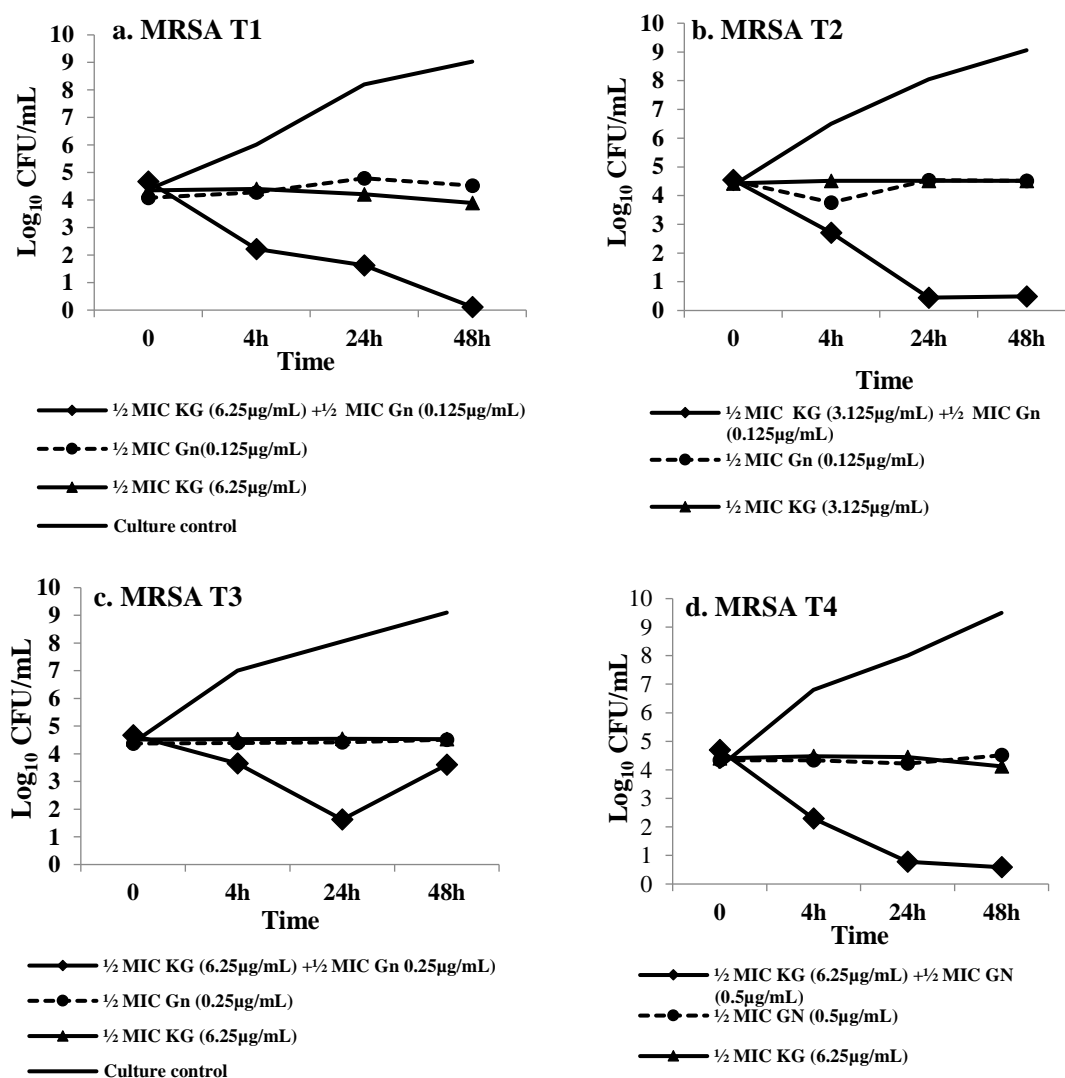 a. MRSA T1
10
9
8
7
6
5
4
3
2
1
0
Log10 CFU/mL
0 4h 24h 48h
Time
½ MIC KG (6.25µg/mL) +½ MIC Gn (0.125µg/mL)
½ MIC Gn(0.125µg/mL)
½ MIC KG (6.25µg/mL)
Culture control
b. MRSA T2
10
9
8
7
6
5
4
3
2
1
0
Log10 CFU/mL
0 4h 24h 48h
Time
½ MIC KG (3.125µg/mL) +½ MIC Gn
(0.125µg/mL)
½ MIC Gn (0.125µg/mL)
½ MIC KG (3.125µg/mL)
c. MRSA T3
10
9
8
7
6
5
4
3
2
1
0
Log10 CFU/mL
0 4h 24h 48h
Time
½ MIC KG (6.25µg/mL) +½ MIC Gn 0.25µg/mL)
½ MIC Gn (0.25µg/mL)
½ MIC KG (6.25µg/mL)
Culture control
d. MRSA T4
10
9
8
7
6
5
4
3
2
1
0
Log10 CFU/mL
0 4h 24h 48h
Time
½ MIC KG (6.25µg/mL) +½ MIC GN
(0.5µg/mL)
½ MIC GN (0.5µg/mL)
½ MIC KG (6.25µg/mL)